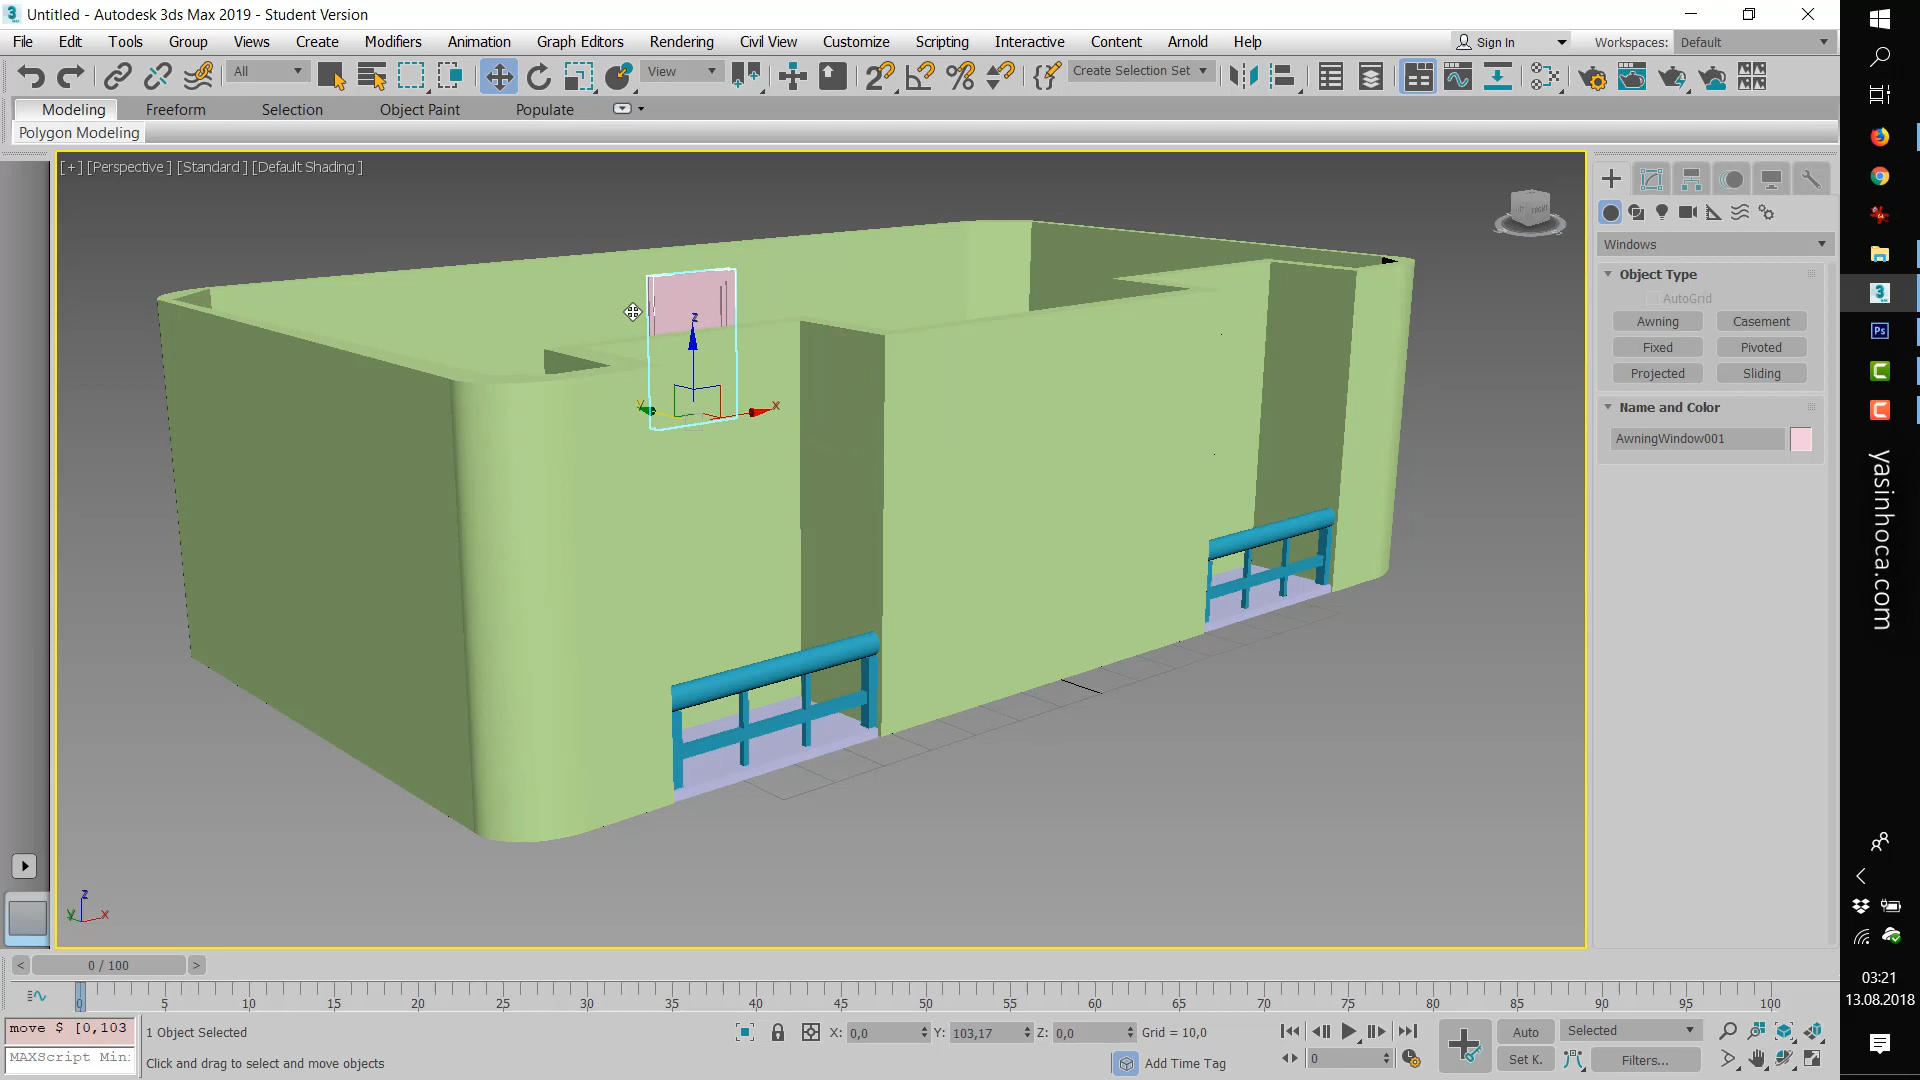 Untitled - Autodesk 3ds Max 2019 - Student Version
File Edit Tools Group Views Create Modifiers Animation Graph Editors Rendering Civil View Customize Scripting Interactive Content Arnold Help Sign In Workspaces: Default
All View Create Selection Set
Modeling Freeform Selection Object Paint Populate
Polygon Modeling
[+] [Perspective] [Standard] [Default Shading]
Windows
Object Type
AutoGrid
Awning Casement
Fixed Pivoted
Projected Sliding
Name and Color
AwningWindow001
z
y x
yasinhoca.com
z
y x
0 / 100
0 5 10 15 20 25 30 35 40 45 50 55 60 65 70 75 80 85 90 95 100
03:21
13.08.2018
move $ [0,103 1 Object Selected X: 0,0 Y: 103,17 Z: 0,0 Grid = 10,0 Auto Selected
MAXScript Min: Click and drag to select and move objects Add Time Tag 0 Set K. Filters...